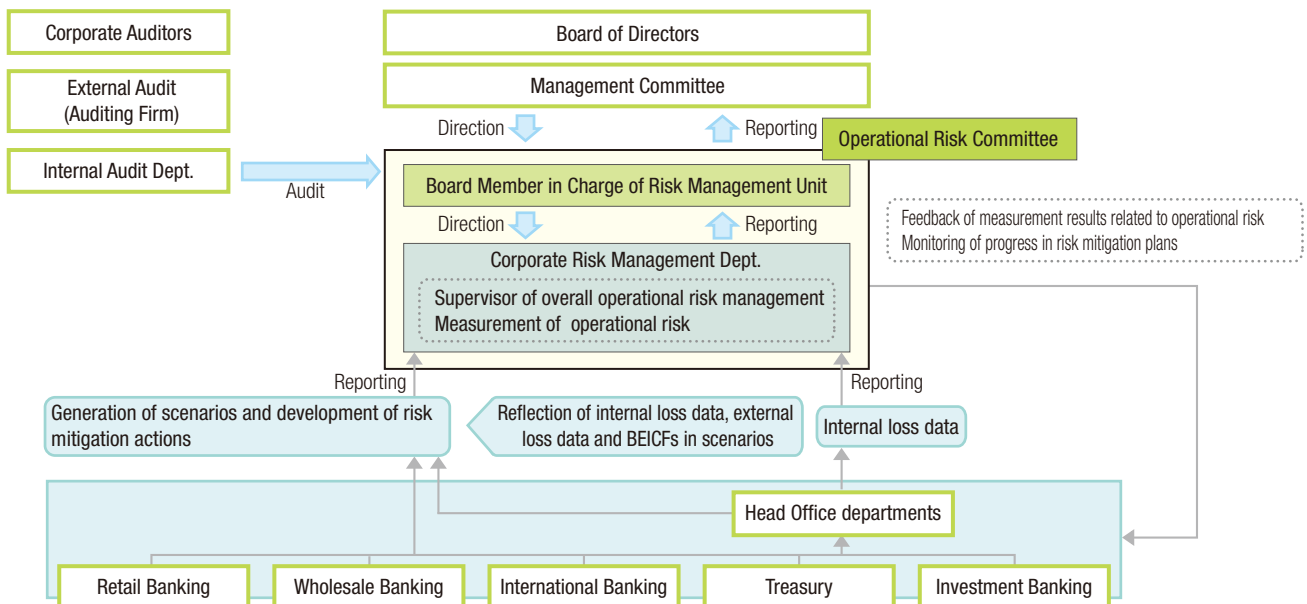 Corporate Auditors
Board of Directors
External Audit
(Auditing Firm)
Management Committee
Direction
Reporting
Operational Risk Committee
Internal Audit Dept.
Audit
Board Member in Charge of Risk Management Unit
Direction
Reporting
Feedback of measurement results related to operational risk
Monitoring of progress in risk mitigation plans
Corporate Risk Management Dept.
Supervisor of overall operational risk management
Measurement of operational risk
Reporting
Reporting
Generation of scenarios and development of risk
mitigation actions
Reflection of internal loss data, external
loss data and BEICFs in scenarios
Internal loss data
Head Office departments
Retail Banking
Wholesale Banking
International Banking
Treasury
Investment Banking